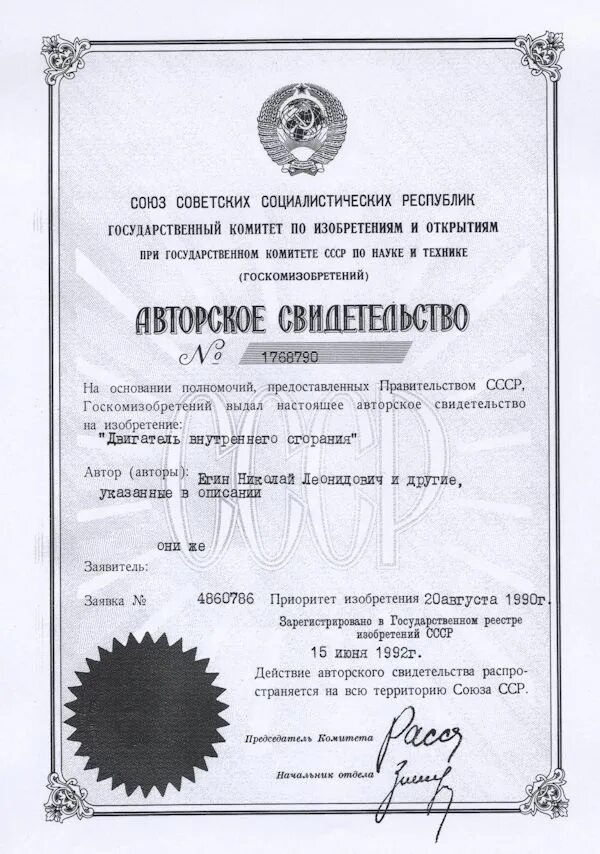 СОЮЗ СОВЕТСКИХ СОЦИАЛИСТИЧЕСКИХ РЕСПУБЛИК
ГОСУДАРСТВЕННЫЙ КОМИТЕТ ПО ИЗОБРЕТЕНИЯМ И ОТКРЫТИЯМ
ПРИ ГОСУДАРСТВЕННОМ КОМИТЕТЕ СССР ПО НАУКЕ И ТЕХНИКЕ
(ГОСКОМИЗОБРЕТЕНИЙ)
АВТОРСКОЕ СВИДЕТЕЛЬСТВО
№ 1768790
На основании полномочий, предоставленных Правительством СССР,
Госкомизобретений выдал настоящее авторское свидетельство
на изобретение:
"Двигатель внутреннего сгорания"
СССР
Автор (авторы): Егин Николай Леонидович и другие,
указанные в описании
они же
Заявитель:
Заявка № 4860786 Приоритет изобретения 20августа 1990г.
Зарегистрировано в Государственном реестре
изобретений СССР
15 июня 1992г.
Действие авторского свидетельства распро-
страняется на всю территорию Союза ССР.
Председатель Комитета
Начальник отдела